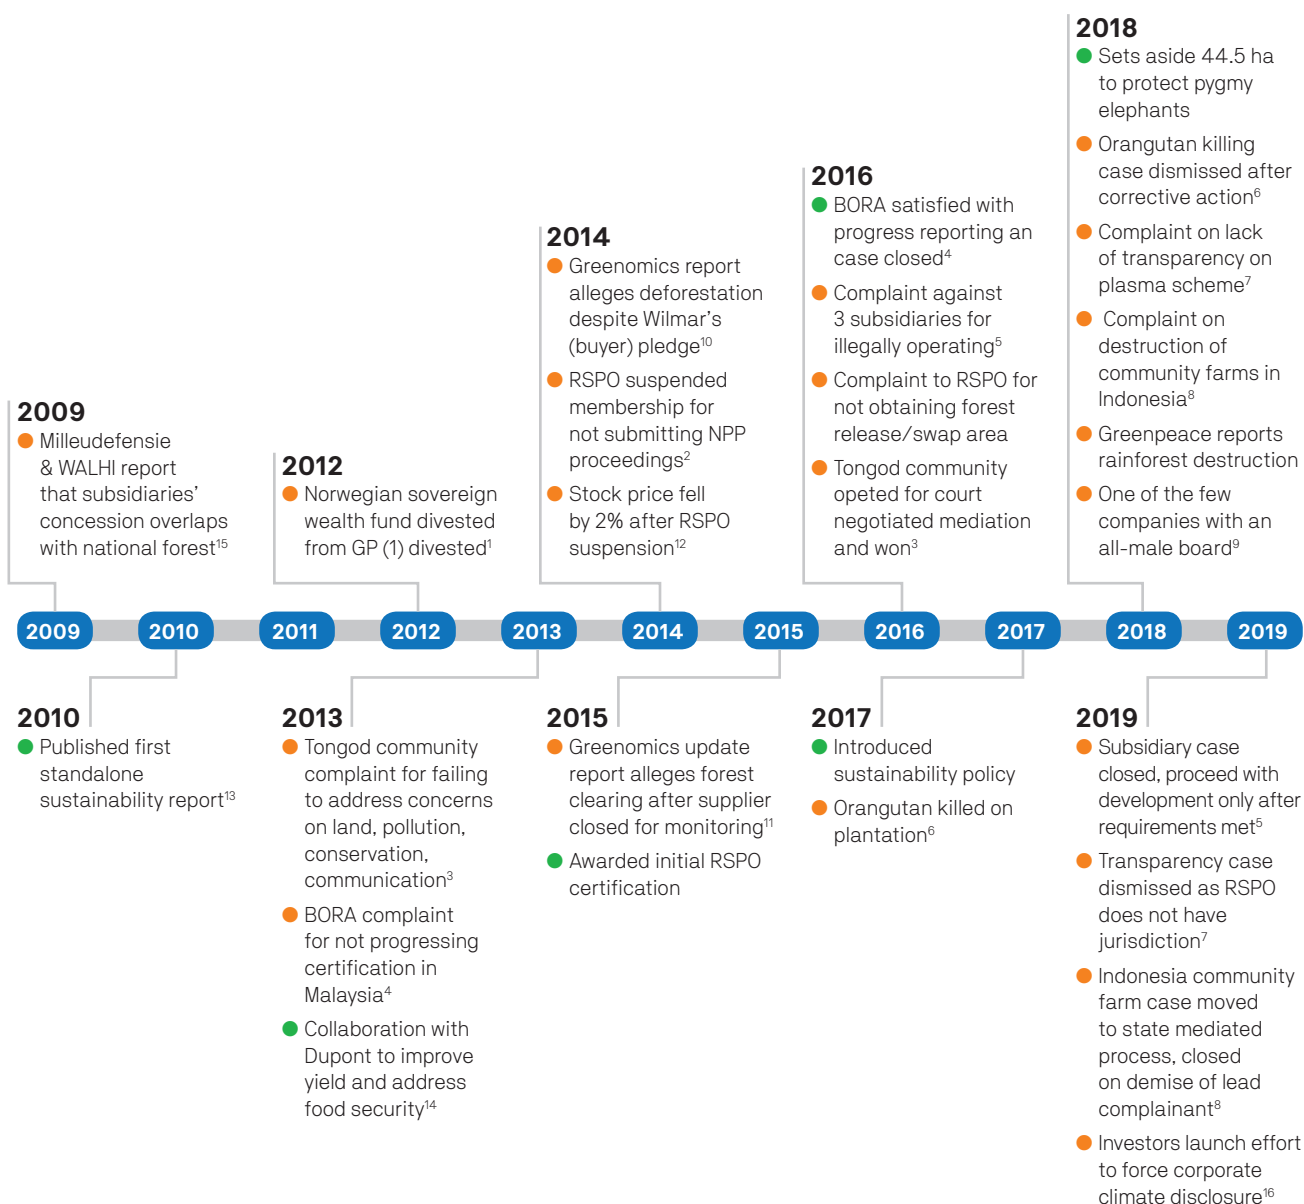 2018
Sets aside 44.5 ha
to protect pygmy
elephants
Orangutan killing
case dismissed after
corrective action⁶
Complaint on lack
of transparency on
plasma scheme⁷
Complaint on
destruction of
community farms in
Indonesia⁸
Greenpeace reports
rainforest destruction
One of the few
companies with an
all-male board⁹
2016
BORA satisfied with
progress reporting an
case closed⁴
Complaint against
3 subsidiaries for
illegally operating⁵
Complaint to RSPO for
not obtaining forest
release/swap area
Tongod community
opeted for court
negotiated mediation
and won³
2014
Greenomics report
alleges deforestation
despite Wilmar's
(buyer) pledge¹⁰
RSPO suspended
membership for
not submitting NPP
proceedings²
Stock price fell
by 2% after RSPO
suspension¹²
2009
Milleudefensie
& WALHI report
that subsidiaries'
concession overlaps
with national forest¹⁵
2012
Norwegian sovereign
wealth fund divested
from GP (1) divested¹
2009 2010 2011 2012 2013 2014 2015 2016 2017 2018 2019
2010
Published first
standalone
sustainability report¹³
2013
Tongod community
complaint for failing
to address concerns
on land, pollution,
conservation,
communication³
BORA complaint
for not progressing
certification in
Malaysia⁴
Collaboration with
Dupont to improve
yield and address
food security¹⁴
2015
Greenomics update
report alleges forest
clearing after supplier
closed for monitoring¹¹
Awarded initial RSPO
certification
2017
Introduced
sustainability policy
Orangutan killed on
plantation⁶
2019
Subsidiary case
closed, proceed with
development only after
requirements met⁵
Transparency case
dismissed as RSPO
does not have
jurisdiction⁷
Indonesia community
farm case moved
to state mediated
process, closed
on demise of lead
complainant⁸
Investors launch effort
to force corporate
climate disclosure¹⁶